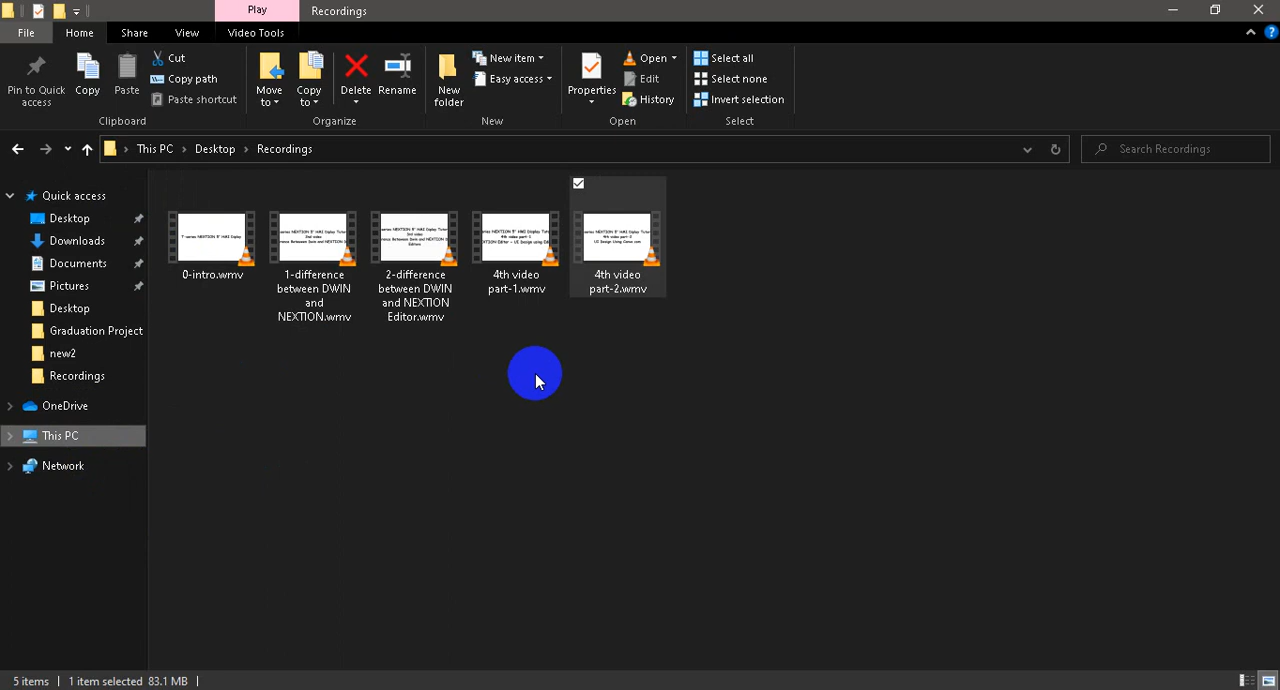 Play
Recordings
File
Home
Share
View
Video Tools
Pin to Quick
access
Copy
Paste
Cut
Copy path
Paste shortcut
Clipboard
Move
to
Copy
to
Delete
Rename
Organize
New
folder
New item
Easy access
New
Properties
Open
Edit
History
Open
Select all
Select none
Invert selection
Select
This PC
Desktop
Recordings
Search Recordings
Quick access
Desktop
Downloads
Documents
Pictures
Desktop
Graduation Project
new2
Recordings
OneDrive
This PC
Network
0-intro.wmv
1-difference
between DWIN
and
NEXTION.wmv
2-difference
between DWIN
and NEXTION
Editor.wmv
4th video
part-1.wmv
4th video
part-2.wmv
5 items
1 item selected 83.1 MB